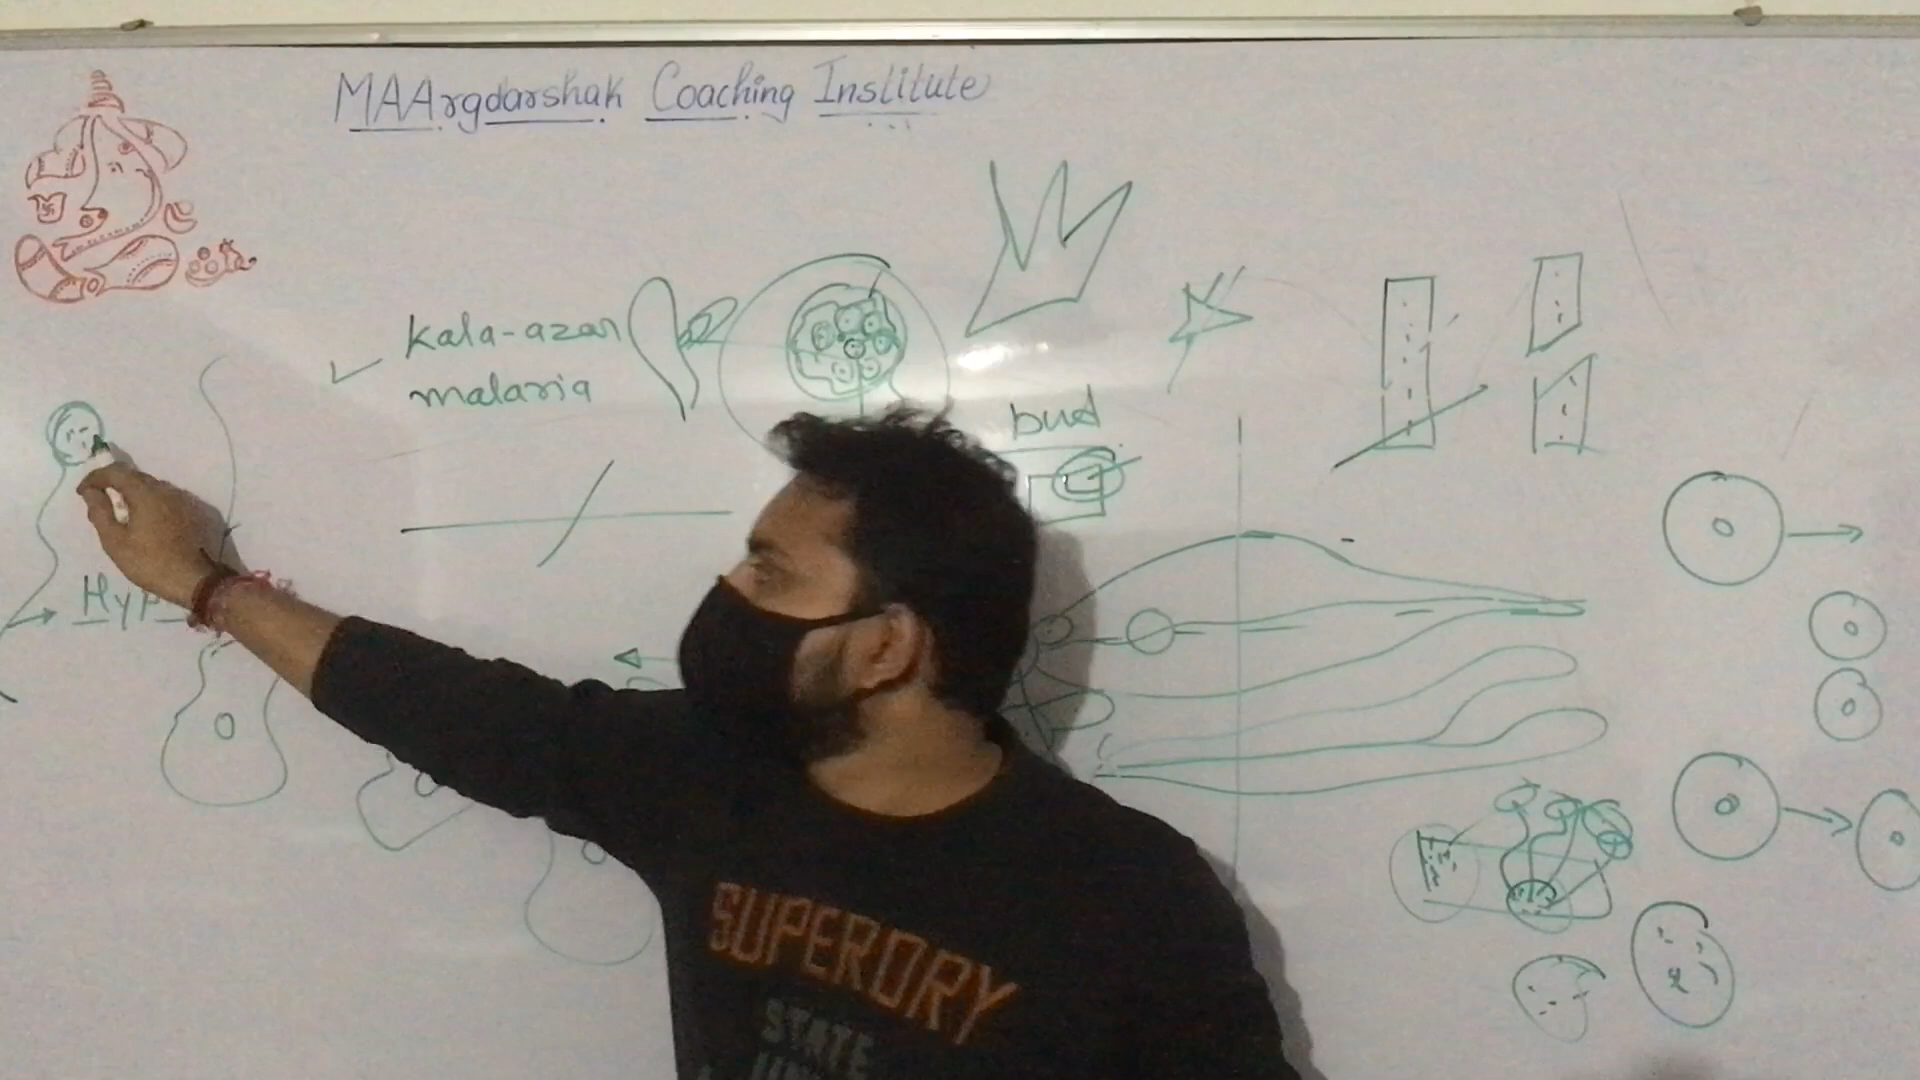 MAArgdarshak Coaching Institute
kala-azar
malaria
bud
SUPERDRY
STATE